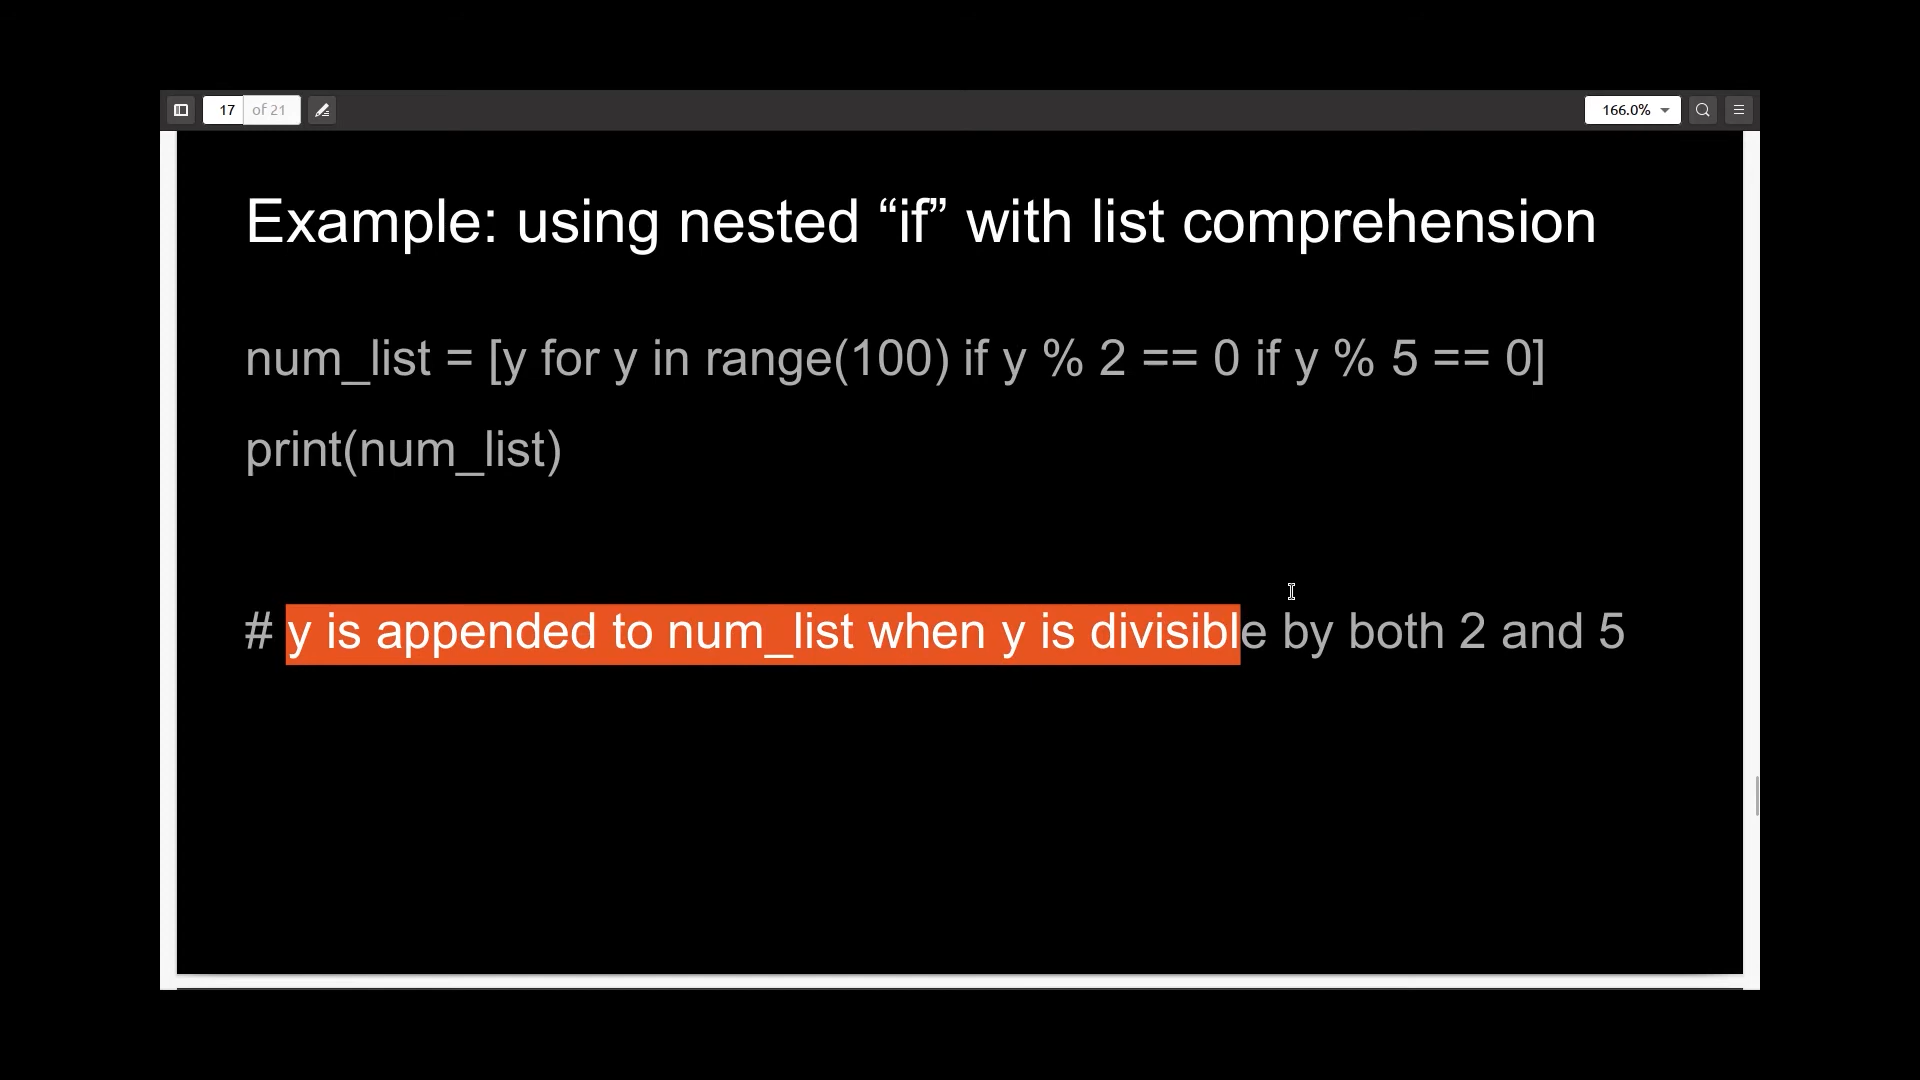 17 of 21
166.0%
Example: using nested “if” with list comprehension
num_list = [y for y in range(100) if y % 2 == 0 if y % 5 == 0]
print(num_list)
# y is appended to num_list when y is divisible by both 2 and 5